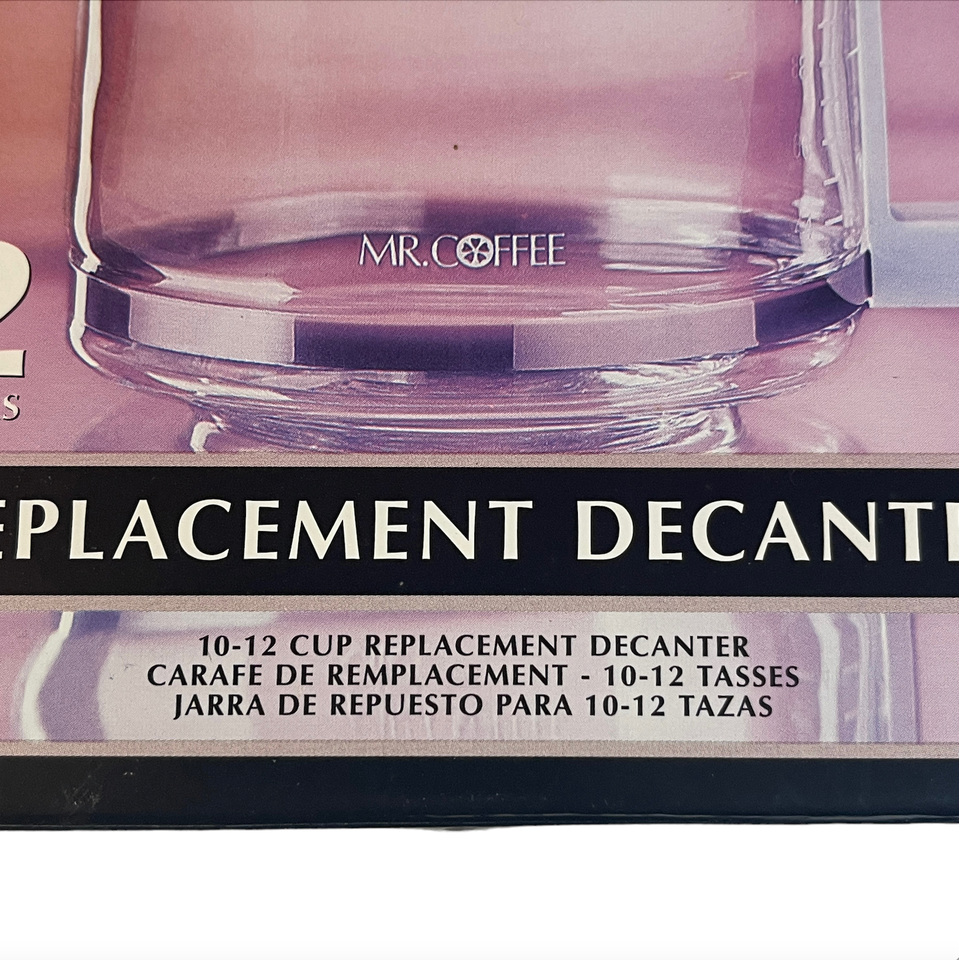 MR. COFFEE
2
S
EPLACEMENT DECANTE
10-12 CUP REPLACEMENT DECANTER
CARAFE DE REMPLACEMENT - 10-12 TASSES
JARRA DE REPUESTO PARA 10-12 TAZAS